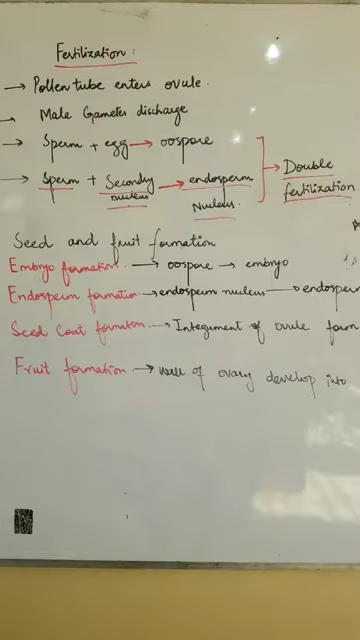 Fertilization :
→ Pollen tube enters ovule.
→ Male Gametes discharge
→ Sperm + egg → oospore
→ Sperm + Secondry nucleus → endosperm Nucleus. → Double fertilization
Seed and fruit formation
Embryo formation → oospore → embryo
Endosperm formation → endosperm nucleus → endosperm
Seed Coat formation → Integument of ovule form
Fruit formation → wall of ovary develop into